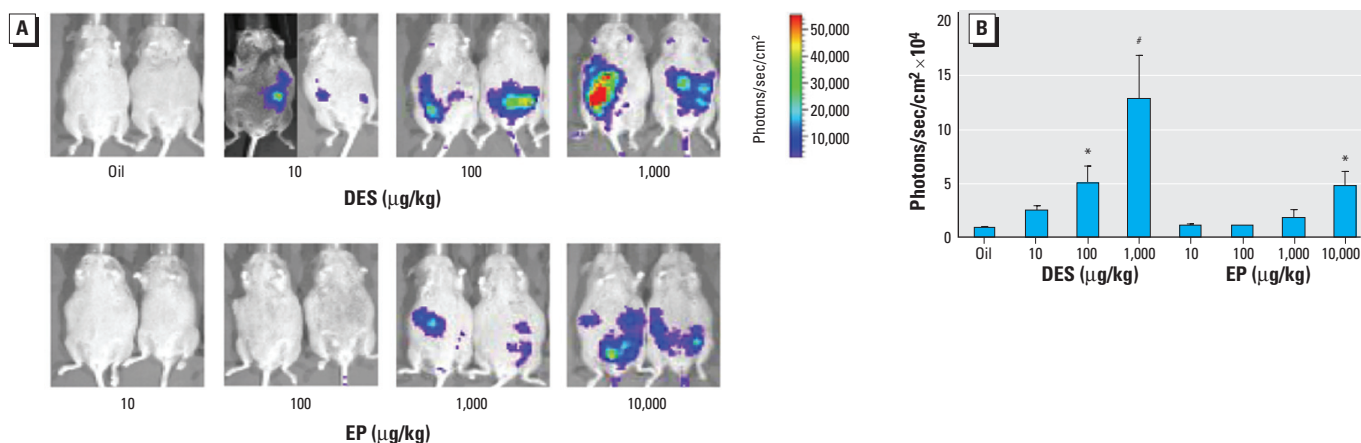 A
Oil
10
100
1,000
DES (µg/kg)
Photons/sec/cm²
50,000
40,000
30,000
20,000
10,000
10
100
1,000
10,000
EP (µg/kg)
B
Photons/sec/cm² × 10⁴
20
15
10
5
0
*
#
*
Oil 10 100 1,000 10 100 1,000 10,000
DES (µg/kg) EP (µg/kg)